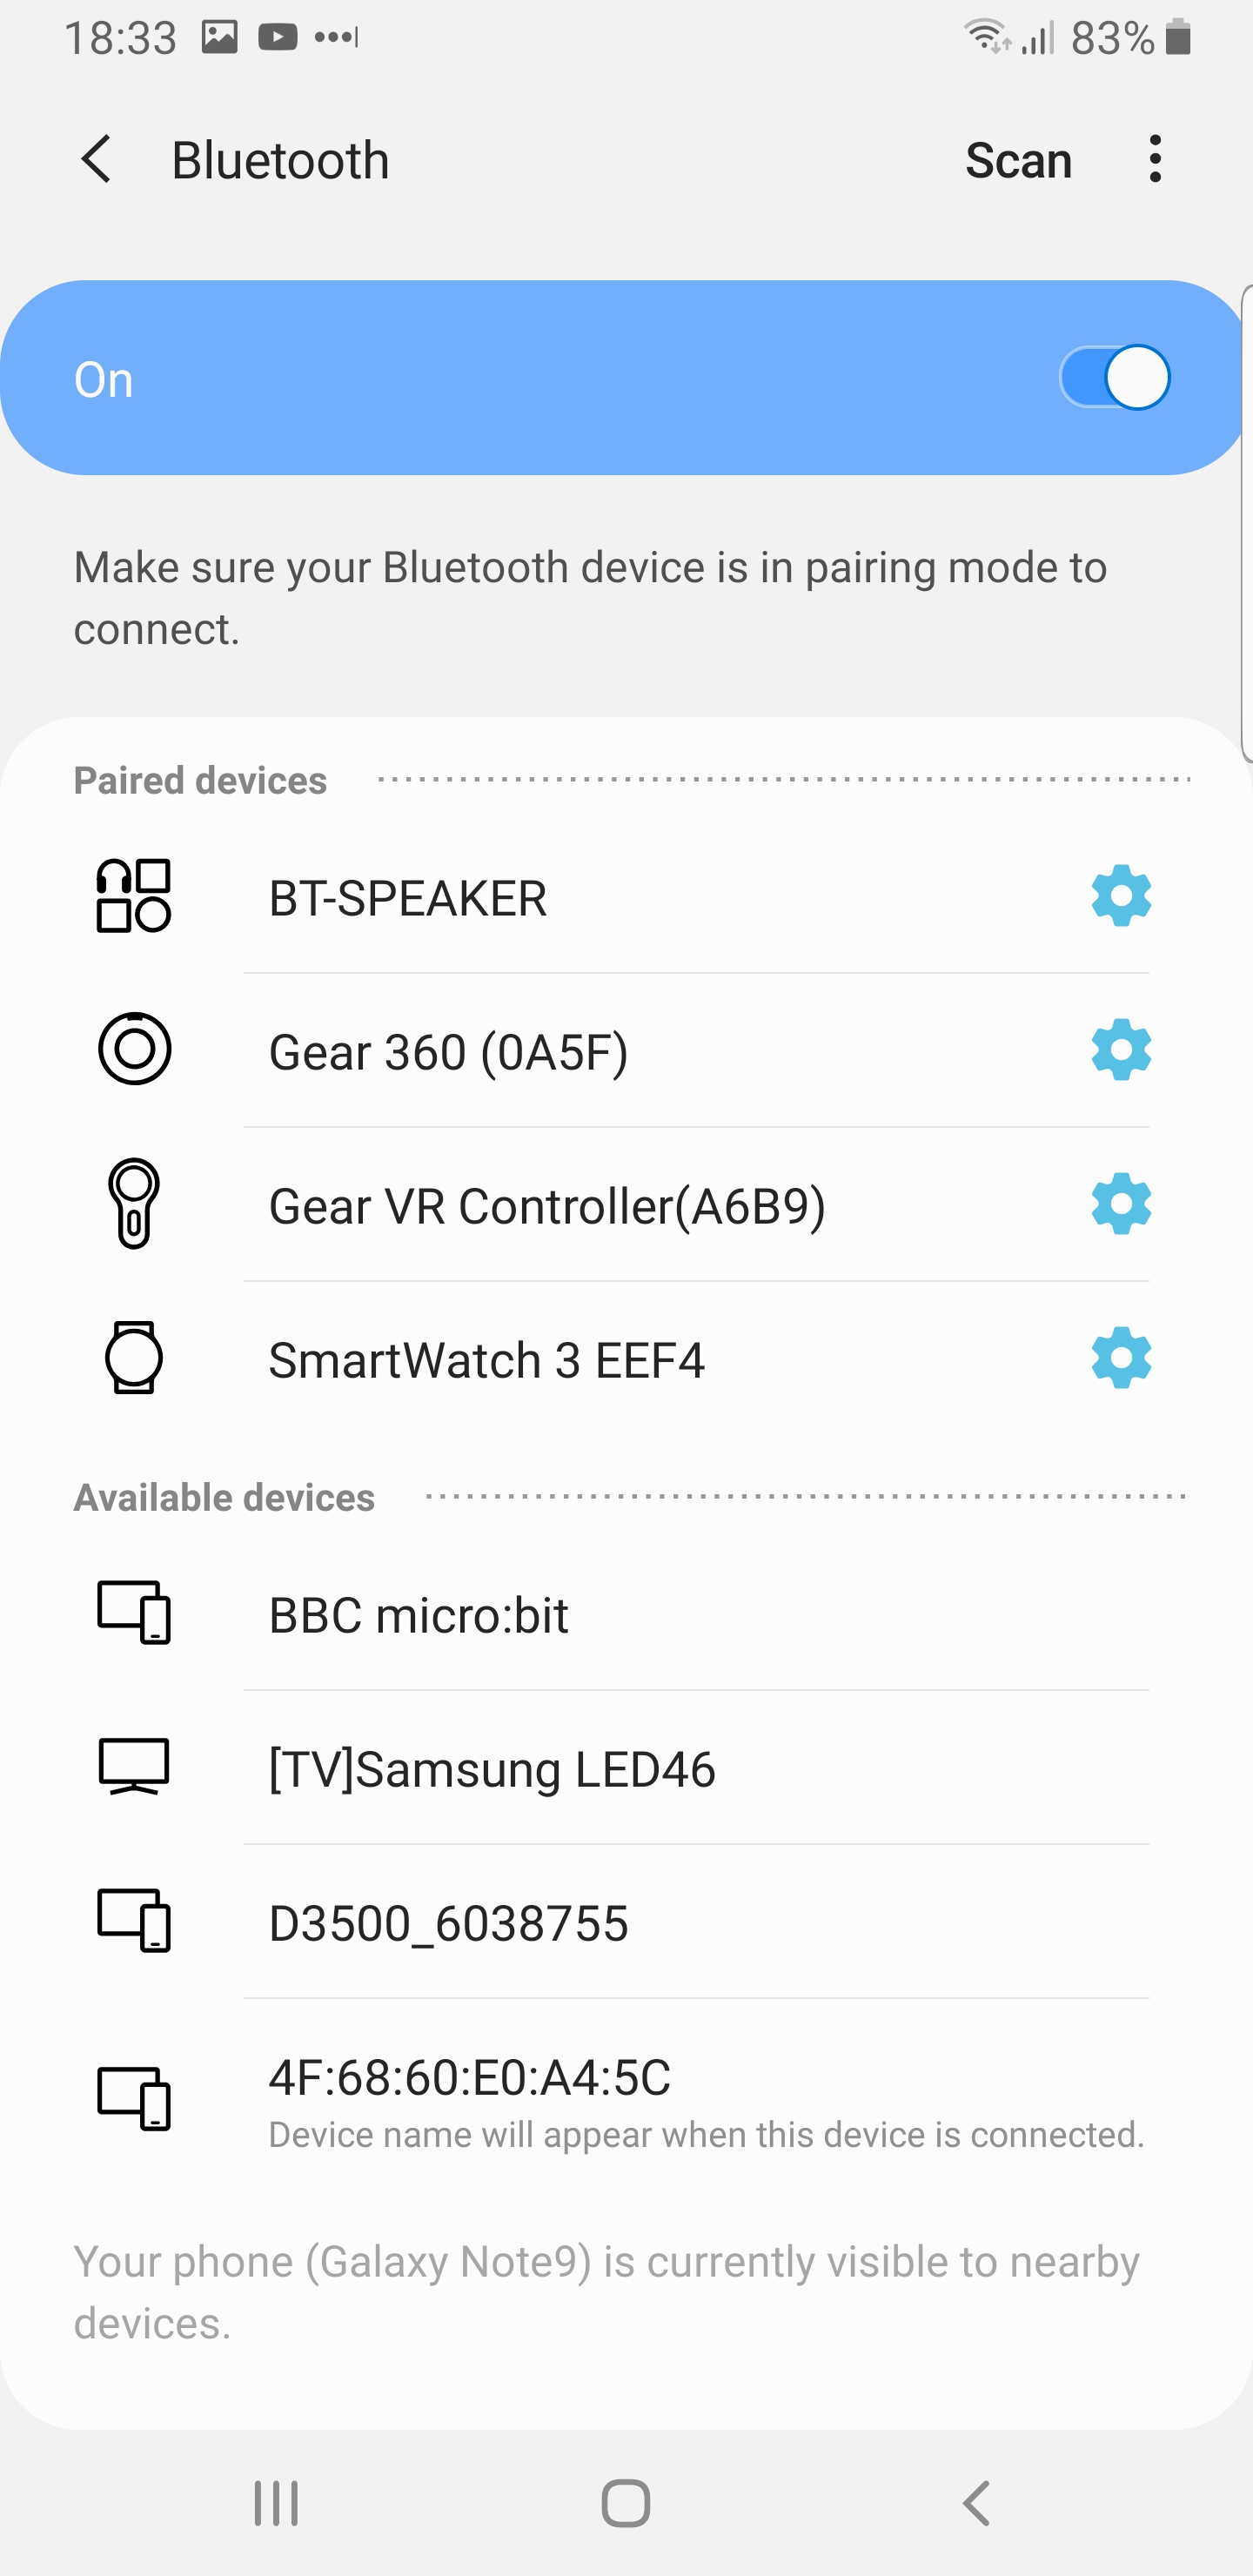 18:33
83%
Bluetooth
Scan
On
Make sure your Bluetooth device is in pairing mode to
connect.
Paired devices
BT-SPEAKER
Gear 360 (0A5F)
Gear VR Controller(A6B9)
SmartWatch 3 EEF4
Available devices
BBC micro:bit
[TV]Samsung LED46
D3500_6038755
4F:68:60:E0:A4:5C
Device name will appear when this device is connected.
Your phone (Galaxy Note9) is currently visible to nearby
devices.